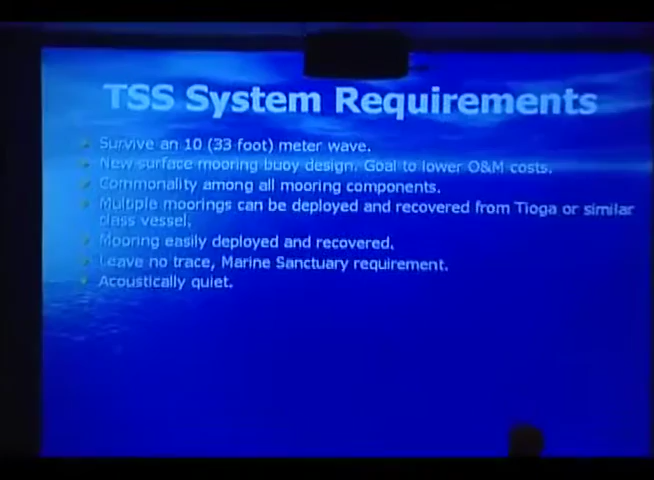 TSS System Requirements
Survive an 10 (33 foot) meter wave.
New surface mooring buoy design. Goal to lower O&M costs.
Commonality among all mooring components.
Multiple moorings can be deployed and recovered from Tioga or similar
class vessel.
Mooring easily deployed and recovered.
Leave no trace, Marine Sanctuary requirement.
Acoustically quiet.